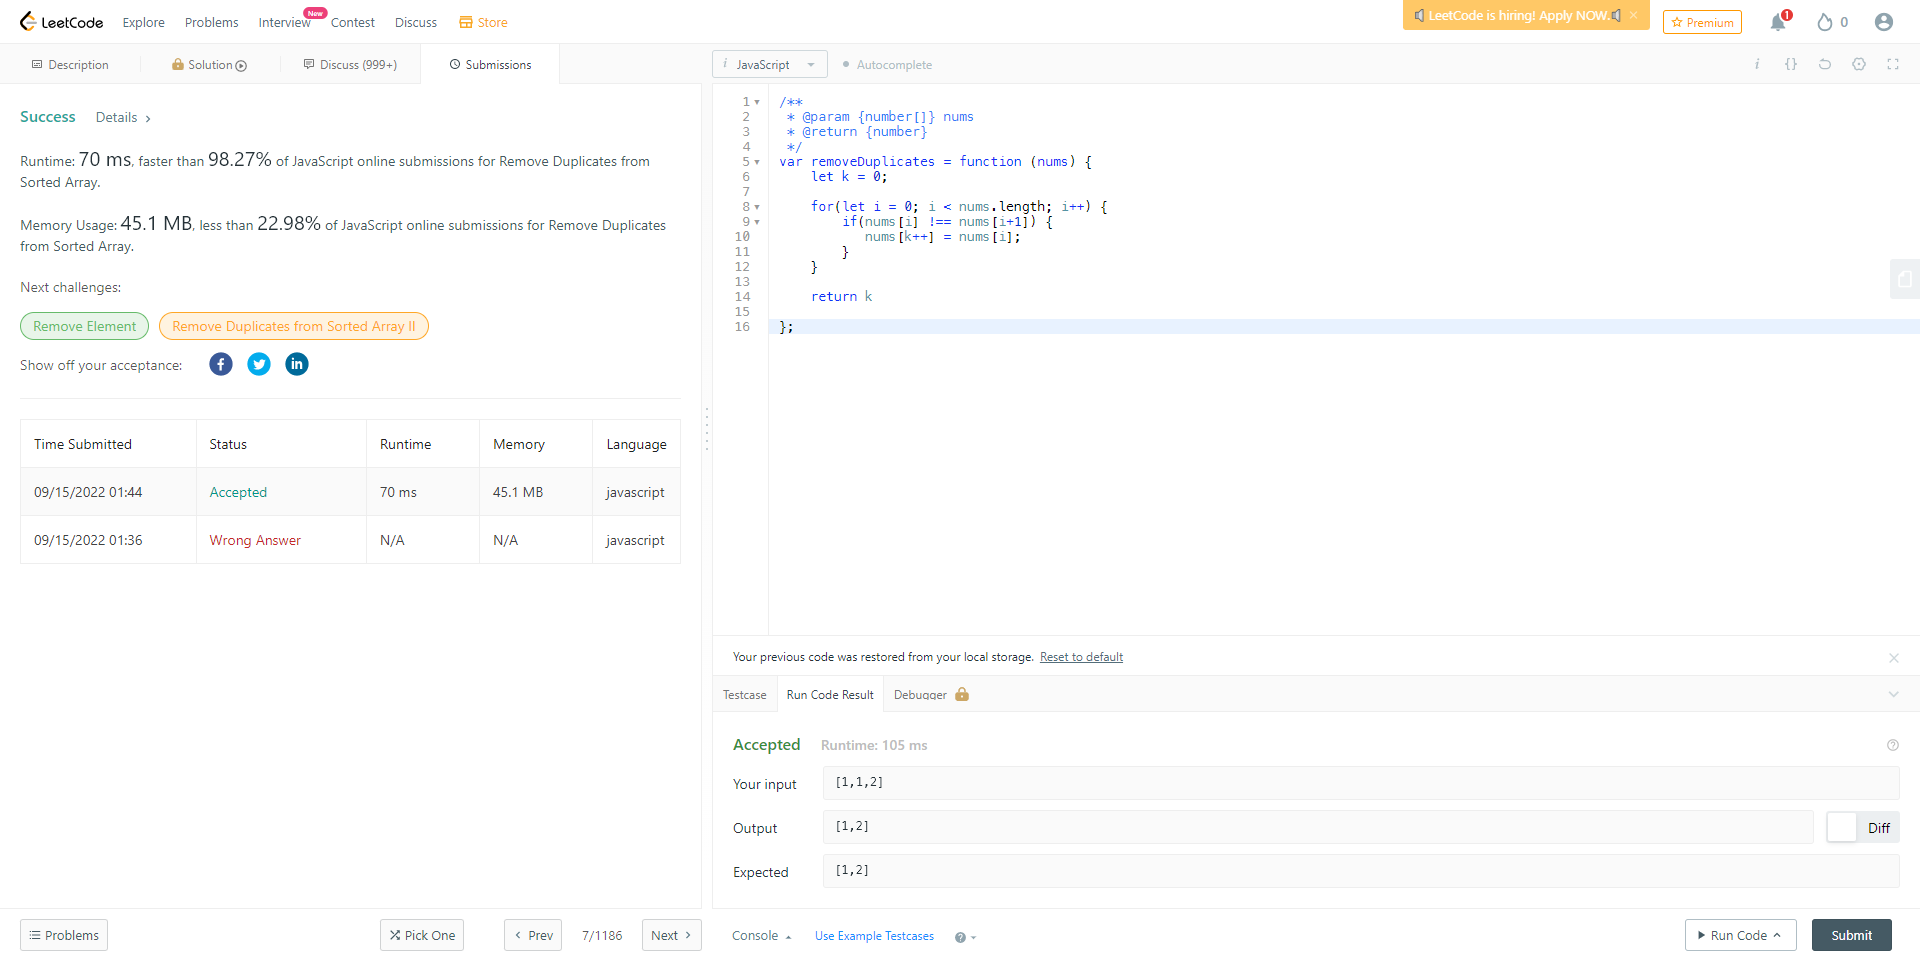 LeetCode Explore Problems Interview New Contest Discuss Store LeetCode is hiring! Apply NOW. × Premium 1 0
Description Solution Discuss (999+) Submissions
i JavaScript Autocomplete i {}
Success Details >
Runtime: 70 ms, faster than 98.27% of JavaScript online submissions for Remove Duplicates from
Sorted Array.
Memory Usage: 45.1 MB, less than 22.98% of JavaScript online submissions for Remove Duplicates
from Sorted Array.
Next challenges:
Remove Element Remove Duplicates from Sorted Array II
Show off your acceptance: f in
Time Submitted Status Runtime Memory Language
09/15/2022 01:44 Accepted 70 ms 45.1 MB javascript
09/15/2022 01:36 Wrong Answer N/A N/A javascript
1 /**
2 * @param {number[]} nums
3 * @return {number}
4 */
5 var removeDuplicates = function (nums) {
6 let k = 0;
7
8 for(let i = 0; i < nums.length; i++) {
9 if(nums[i] !== nums[i+1]) {
10 nums[k++] = nums[i];
11 }
12 }
13
14 return k
15
16 };
Your previous code was restored from your local storage. Reset to default
Testcase Run Code Result Debugger
Accepted Runtime: 105 ms
Your input [1,1,2]
Output [1,2] Diff
Expected [1,2]
Problems Pick One < Prev 7/1186 Next > Console Use Example Testcases ? Run Code Submit